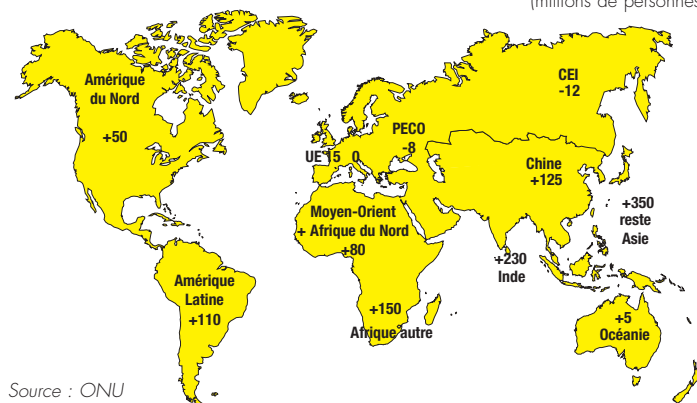 (millions de personnes
Amérique
du Nord
+50
CEI
-12
PECO
-8
UE 15 0
Chine
+125
+350
reste
Asie
Moyen-Orient
+ Afrique du Nord
+80
+230
Inde
Amérique
Latine
+110
+150
Afrique autre
+5
Océanie
Source : ONU